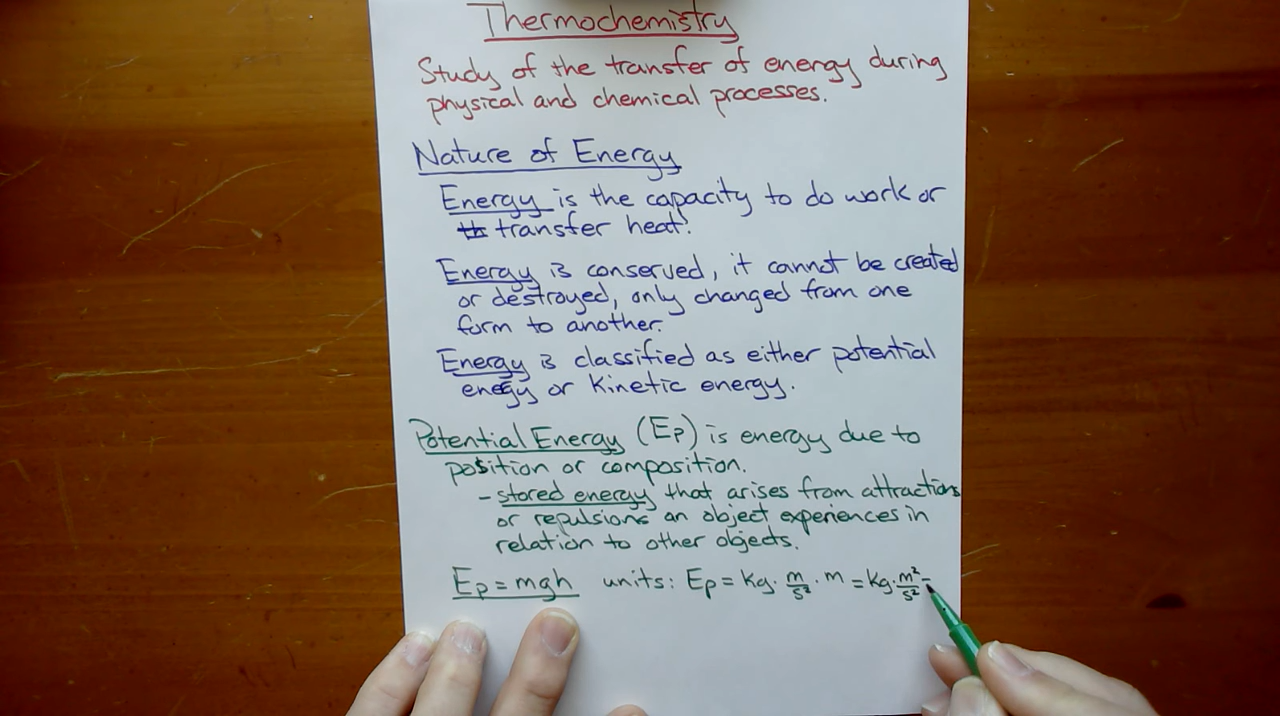 Thermochemistry
Study of the transfer of energy during
physical and chemical processes.
Nature of Energy
Energy is the capacity to do work or
th transfer heat.
Energy is conserved, it cannot be created
or destroyed, only changed from one
form to another.
Energy is classified as either potential
energy or kinetic energy.
Potential Energy (Ep) is energy due to
position or composition.
- stored energy that arises from attractions
or repulsions an object experiences in
relation to other objects.
Ep = mgh units: Ep = kg · m/s² · m = kg · m²/s² =